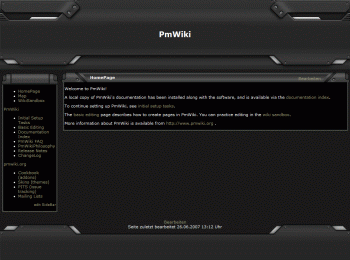 PmWiki
HomePage
Map
WikiSandbox
PmWiki
Initial Setup
Tasks
Basic Editing
Documentation
Index
PmWiki FAQ
PmWikiPhilosophy
Release Notes
ChangeLog
pmwiki.org
Cookbook
(addons)
Skins (themes)
PITS (issue
tracking)
Mailing Lists
edit SideBar
HomePage
Bearbeiten
Welcome to PmWiki!
A local copy of PmWiki's documentation has been installed along with the software, and is available via the documentation index.
To continue setting up PmWiki, see initial setup tasks.
The basic editing page describes how to create pages in PmWiki. You can practice editing in the wiki sandbox.
More information about PmWiki is available from http://www.pmwiki.org .
Bearbeiten
Seite zuletzt bearbeitet 26.06.2007 13:12 Uhr